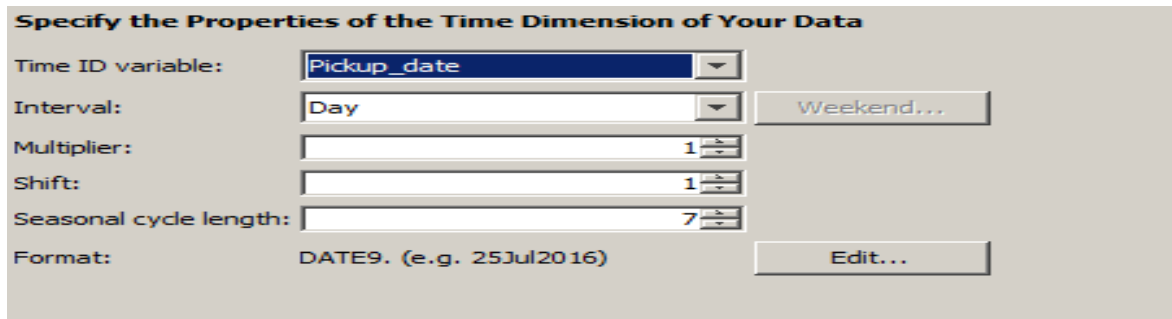 Specify the Properties of the Time Dimension of Your Data
Time ID variable: Pickup_date
Interval: Day Weekend...
Multiplier: 1
Shift: 1
Seasonal cycle length: 7
Format: DATE9. (e.g. 25Jul2016) Edit...